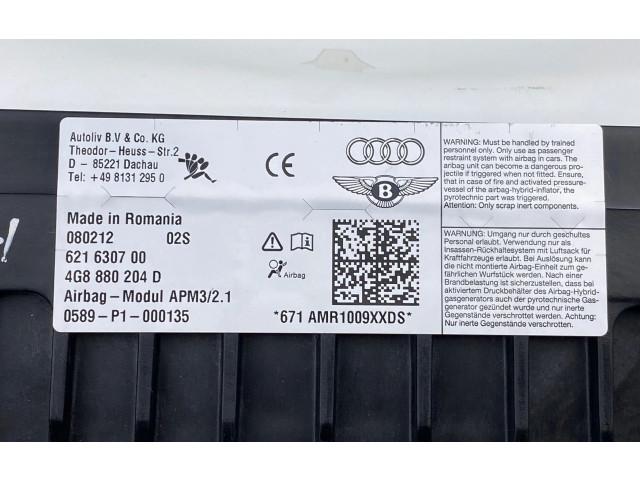 Autoliv B.V & Co. KG
Theodor-Heuss-Str.2
D - 85221 Dachau
Tel: +49 8131 295 0
CE
B
Made in Romania
080212 02S
621 6307 00
4G8 880 204 D
Airbag-Modul APM3/2.1
0589-P1-000135
Airbag
*671 AMR1009XXDS*
WARNING: Must be handled by trained
personnel only. Only use as passenger
restraint system with airbag in cars. The
airbag unit can become a dangerous pro-
jectile if triggered when not fitted. Ensure,
that in case of fire and activated pressure-
vessel of the airbag-hybrid-inflator, the
pyrotechnic part was triggered.
Attention: Only scrap inert components.
WARNUNG: Umgang nur durch geschultes
Personal erlaubt. Verwendung nur als
Insassen-Rückhaltesystem mit Luftsack für
Kraftfahrzeuge erlaubt. Bei Auslösung kann
die nicht montierte Airbag-Einheit zum ge-
fährlichen Wurfstück werden. Nach einer
Brandbelastung ist sicherzustellen, dass bei
aktiviertem Druckbehälter des Airbag-Hybrid-
gasgenerators auch der pyrotechnische Gas-
generator gezündet wurde und nur inerte
Gegenstände verschrottet werden. Achtung:
Nur inerte Gegenstände verschrotten.